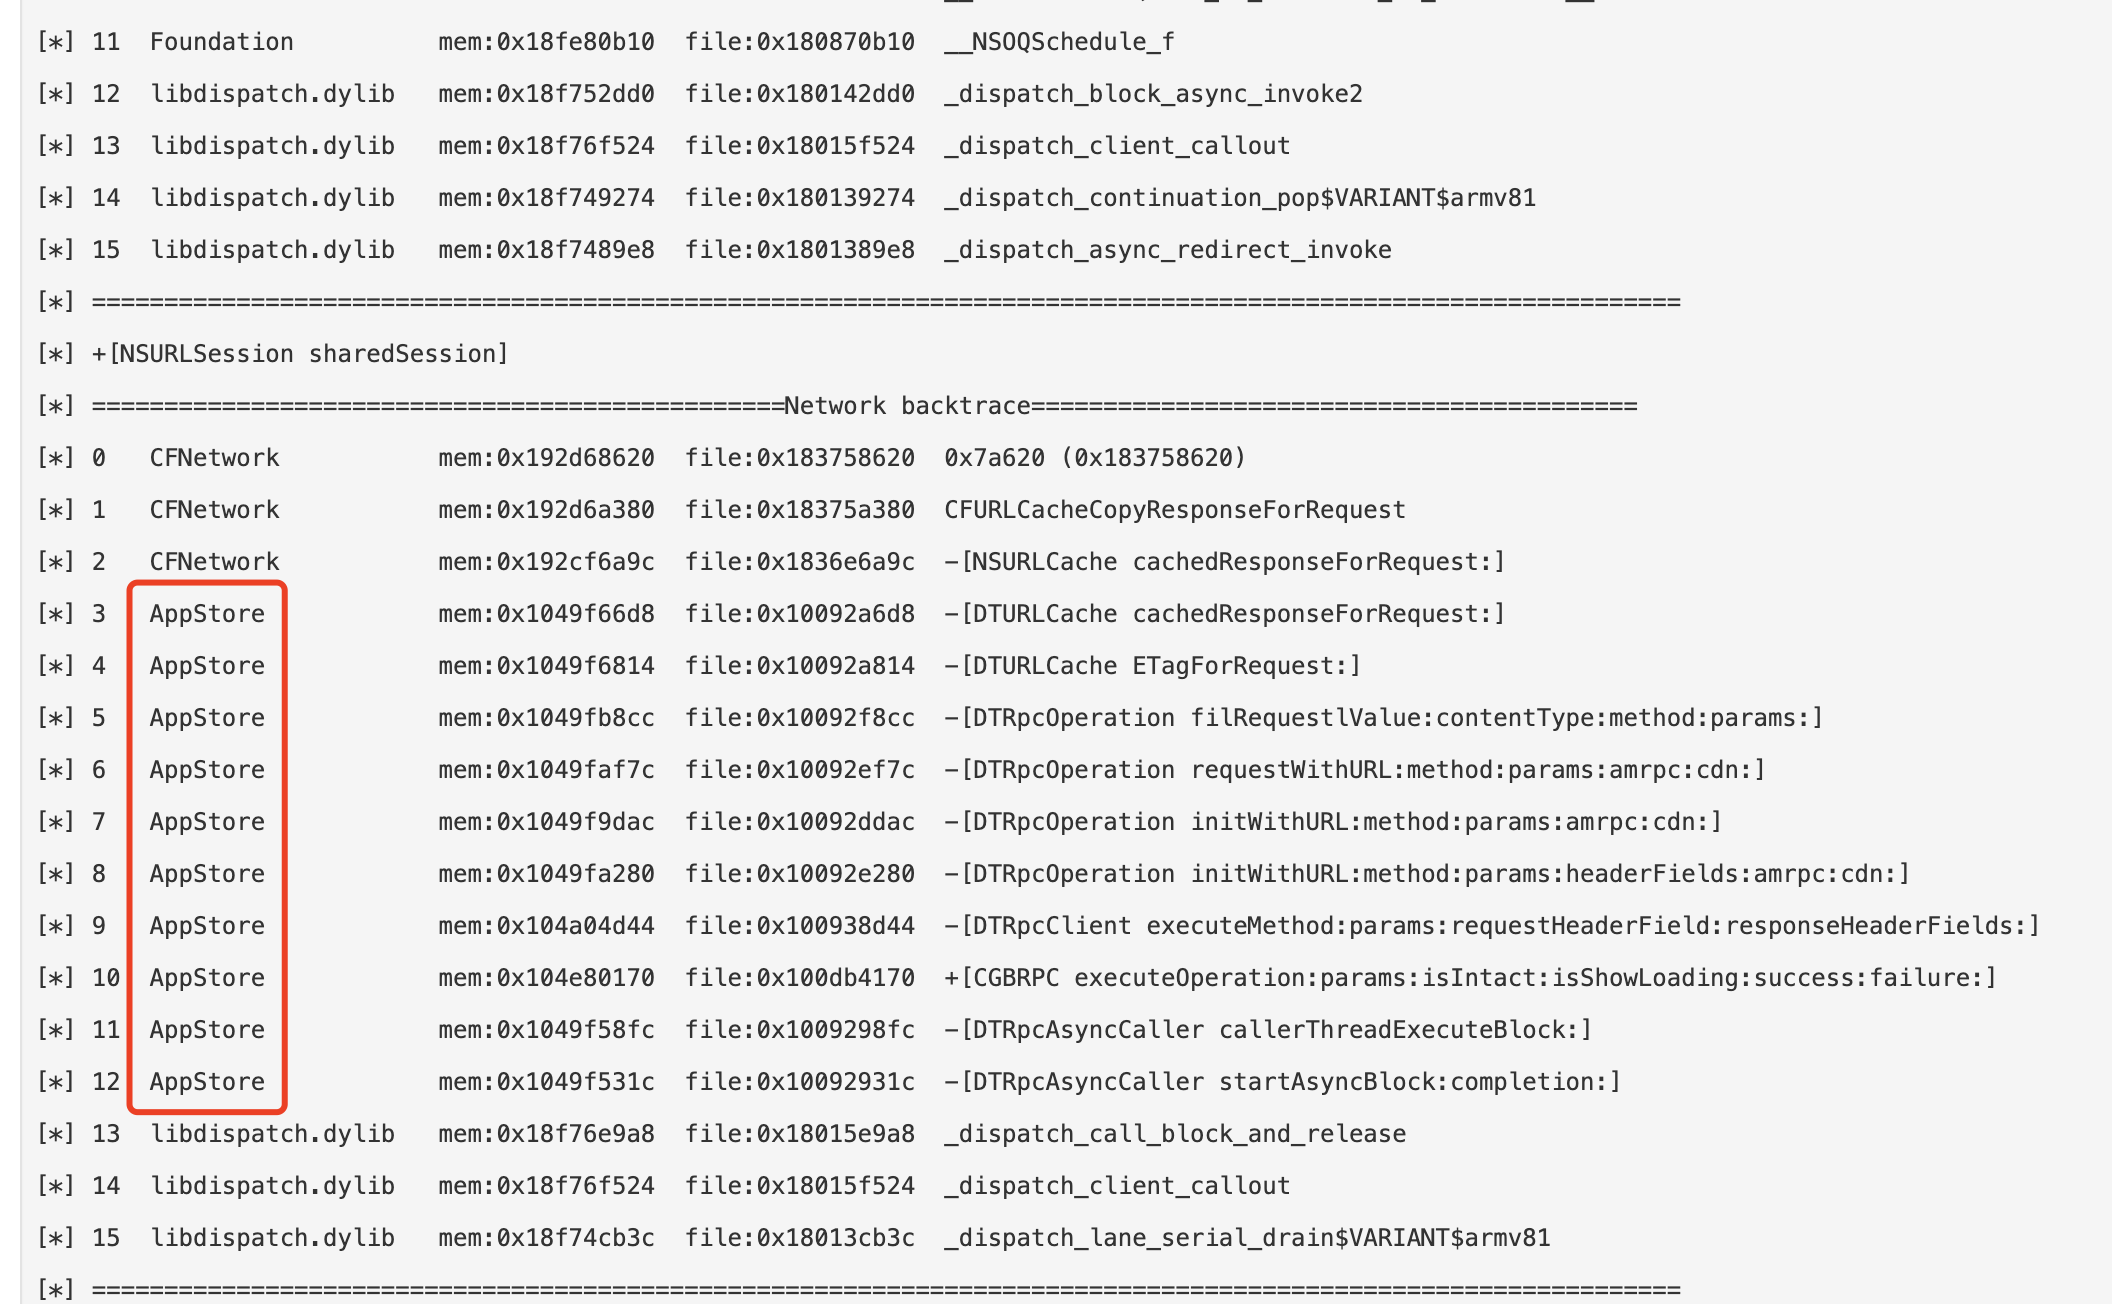 [*] 11  Foundation          mem:0x18fe80b10  file:0x180870b10  __NSOQSchedule_f
[*] 12  libdispatch.dylib   mem:0x18f752dd0  file:0x180142dd0  _dispatch_block_async_invoke2
[*] 13  libdispatch.dylib   mem:0x18f76f524  file:0x18015f524  _dispatch_client_callout
[*] 14  libdispatch.dylib   mem:0x18f749274  file:0x180139274  _dispatch_continuation_pop$VARIANT$armv81
[*] 15  libdispatch.dylib   mem:0x18f7489e8  file:0x1801389e8  _dispatch_async_redirect_invoke
[*] ==============================================================================================================
[*] +[NSURLSession sharedSession]
[*] ================================================Network backtrace==========================================
[*] 0   CFNetwork           mem:0x192d68620  file:0x183758620  0x7a620 (0x183758620)
[*] 1   CFNetwork           mem:0x192d6a380  file:0x18375a380  CFURLCacheCopyResponseForRequest
[*] 2   CFNetwork           mem:0x192cf6a9c  file:0x1836e6a9c  -[NSURLCache cachedResponseForRequest:]
[*] 3   AppStore            mem:0x1049f66d8  file:0x10092a6d8  -[DTURLCache cachedResponseForRequest:]
[*] 4   AppStore            mem:0x1049f6814  file:0x10092a814  -[DTURLCache ETagForRequest:]
[*] 5   AppStore            mem:0x1049fb8cc  file:0x10092f8cc  -[DTRpcOperation filRequestlValue:contentType:method:params:]
[*] 6   AppStore            mem:0x1049faf7c  file:0x10092ef7c  -[DTRpcOperation requestWithURL:method:params:amrpc:cdn:]
[*] 7   AppStore            mem:0x1049f9dac  file:0x10092ddac  -[DTRpcOperation initWithURL:method:params:amrpc:cdn:]
[*] 8   AppStore            mem:0x1049fa280  file:0x10092e280  -[DTRpcOperation initWithURL:method:params:headerFields:amrpc:cdn:]
[*] 9   AppStore            mem:0x104a04d44  file:0x100938d44  -[DTRpcClient executeMethod:params:requestHeaderField:responseHeaderFields:]
[*] 10  AppStore            mem:0x104e80170  file:0x100db4170  +[CGBRPC executeOperation:params:isIntact:isShowLoading:success:failure:]
[*] 11  AppStore            mem:0x1049f58fc  file:0x1009298fc  -[DTRpcAsyncCaller callerThreadExecuteBlock:]
[*] 12  AppStore            mem:0x1049f531c  file:0x10092931c  -[DTRpcAsyncCaller startAsyncBlock:completion:]
[*] 13  libdispatch.dylib   mem:0x18f76e9a8  file:0x18015e9a8  _dispatch_call_block_and_release
[*] 14  libdispatch.dylib   mem:0x18f76f524  file:0x18015f524  _dispatch_client_callout
[*] 15  libdispatch.dylib   mem:0x18f74cb3c  file:0x18013cb3c  _dispatch_lane_serial_drain$VARIANT$armv81
[*] ==============================================================================================================